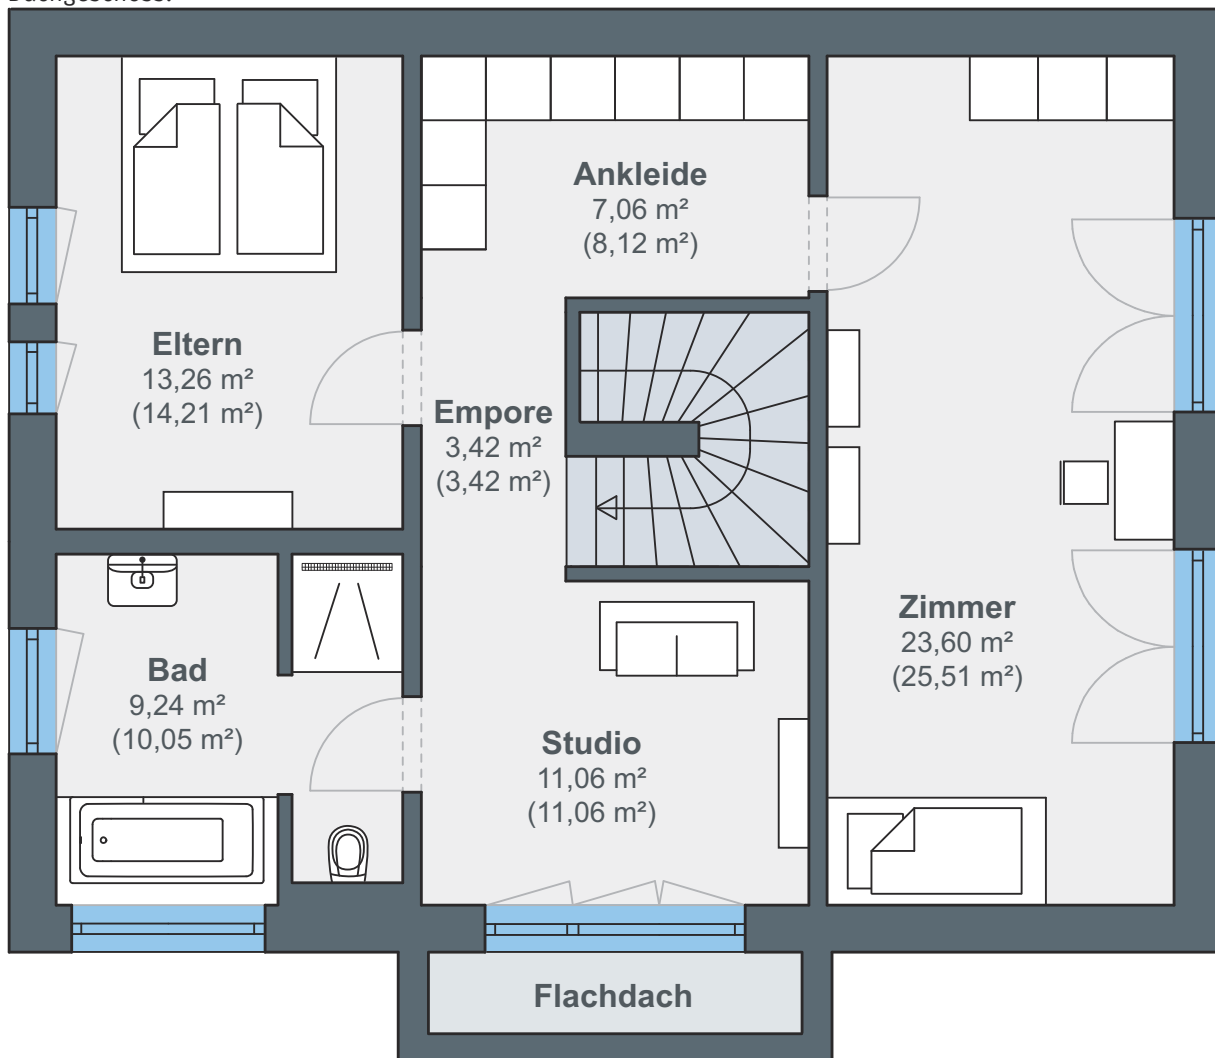 Dachgeschoss:
Ankleide
7,06 m²
(8,12 m²)
Eltern
13,26 m²
(14,21 m²)
Empore
3,42 m²
(3,42 m²)
Zimmer
23,60 m²
(25,51 m²)
Bad
9,24 m²
(10,05 m²)
Studio
11,06 m²
(11,06 m²)
Flachdach